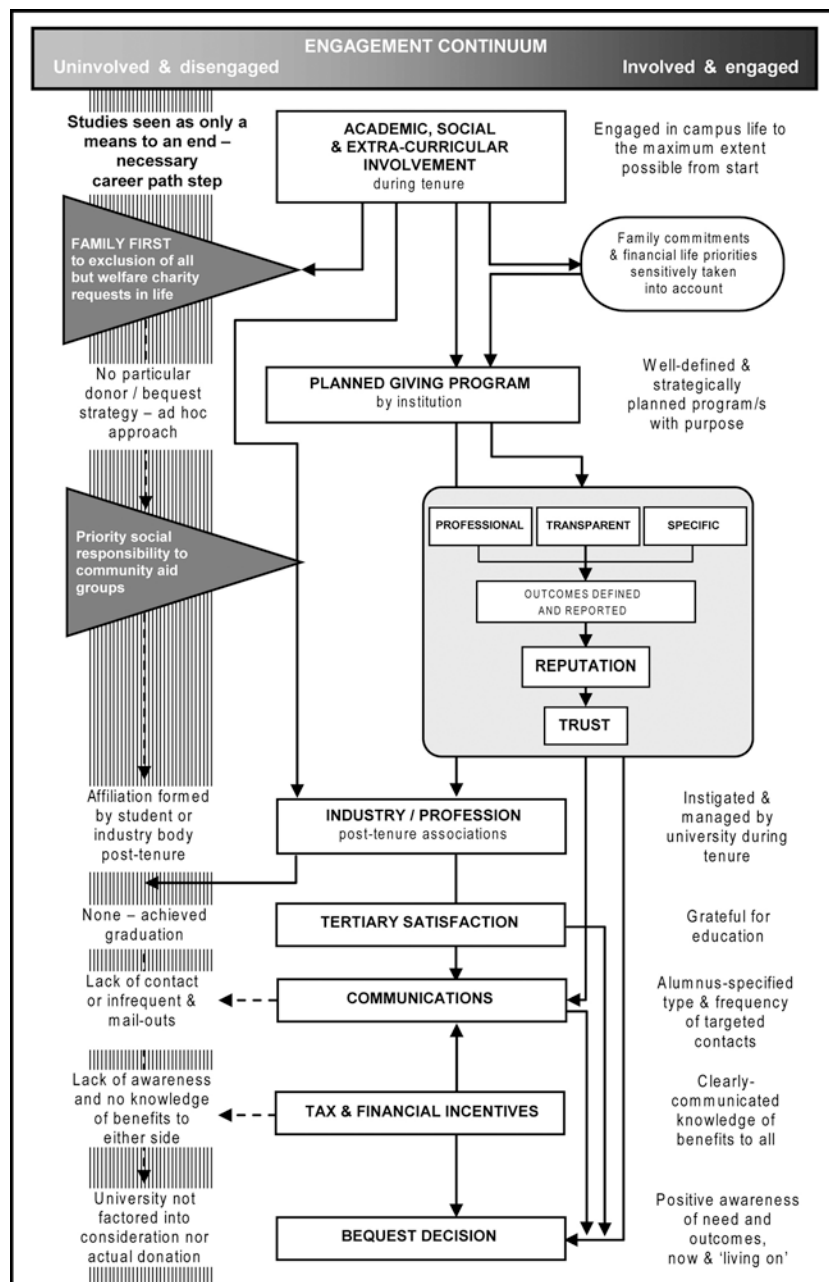 ENGAGEMENT CONTINUUM
Uninvolved & disengaged
Involved & engaged
Studies seen as only a
means to an end –
necessary
career path step
ACADEMIC, SOCIAL
& EXTRA-CURRICULAR
INVOLVEMENT
during tenure
Engaged in campus life to
the maximum extent
possible from start
FAMILY FIRST
to exclusion of all
but welfare charity
requests in life
Family commitments
& financial life priorities
sensitively taken
into account
No particular
donor / bequest
strategy – ad hoc
approach
PLANNED GIVING PROGRAM
by institution
Well-defined &
strategically
planned program/s
with purpose
PROFESSIONAL
TRANSPARENT
SPECIFIC
Priority social
responsibility to
community aid
groups
OUTCOMES DEFINED
AND REPORTED
REPUTATION
TRUST
Affiliation formed
by student or
industry body
post-tenure
INDUSTRY / PROFESSION
post-tenure associations
Instigated &
managed by
university during
tenure
None – achieved
graduation
TERTIARY SATISFACTION
Grateful for
education
Lack of contact
or infrequent &
mail-outs
COMMUNICATIONS
Alumnus-specified
type & frequency
of targeted
contacts
Lack of awareness
and no knowledge
of benefits to
either side
TAX & FINANCIAL INCENTIVES
Clearly-
communicated
knowledge of
benefits to all
University not
factored into
consideration nor
actual donation
BEQUEST DECISION
Positive awareness
of need and
outcomes,
now & ‘living on’